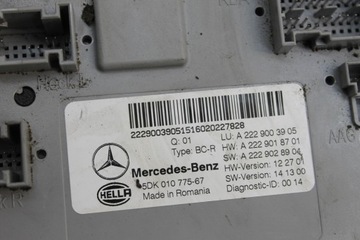 22290039051516020227828
Q: 01
Type: BC-R
LU: A 222 900 39 05
HW: A 222 901 87 01
SW: A 222 902 89 04
HW-Version: 12 27 01
SW-Version: 14 13 00
Diagnostic-ID: 00 14
Mercedes-Benz
HELLA
5DK 010 775-67
Made in Romania